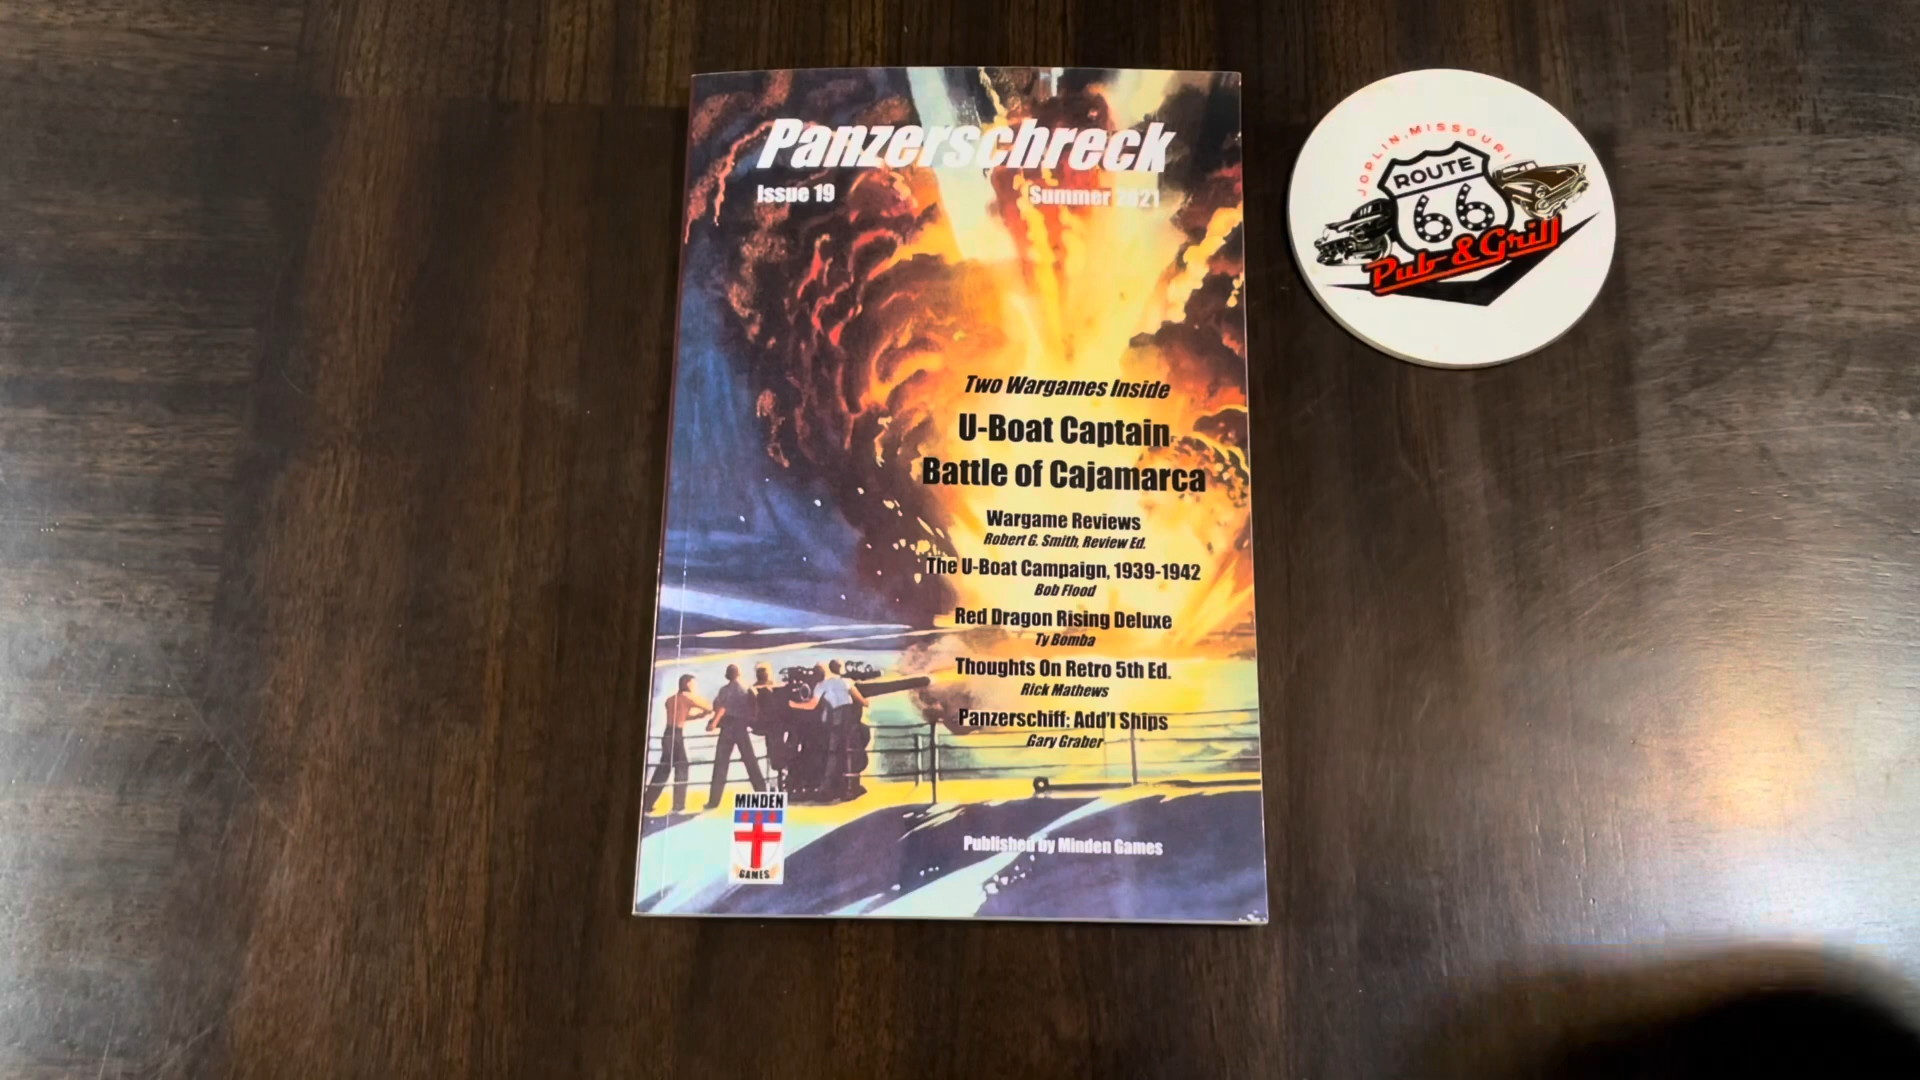 Panzerschreck
Issue 19
Summer 2021
Two Wargames Inside
U-Boat Captain
Battle of Cajamarca
Wargame Reviews
Robert G. Smith, Review Ed.
The U-Boat Campaign, 1939-1942
Bob Flood
Red Dragon Rising Deluxe
Ty Bomba
Thoughts On Retro 5th Ed.
Rick Mathews
Panzerschiff: Add'l Ships
Gary Graber
MINDEN
GAMES
Published by Minden Games
JOPLIN, MISSOURI
ROUTE
66
Pub & Grill